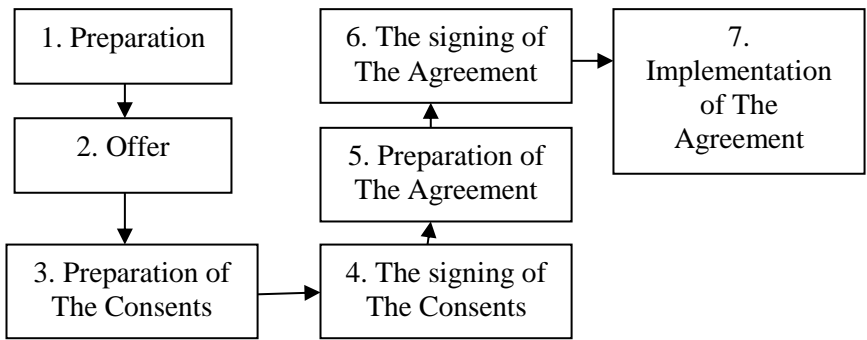 1. Preparation
2. Offer
3. Preparation of
The Consents
4. The signing of
The Consents
5. Preparation of
The Agreement
6. The signing of
The Agreement
7.
Implementation
of The
Agreement